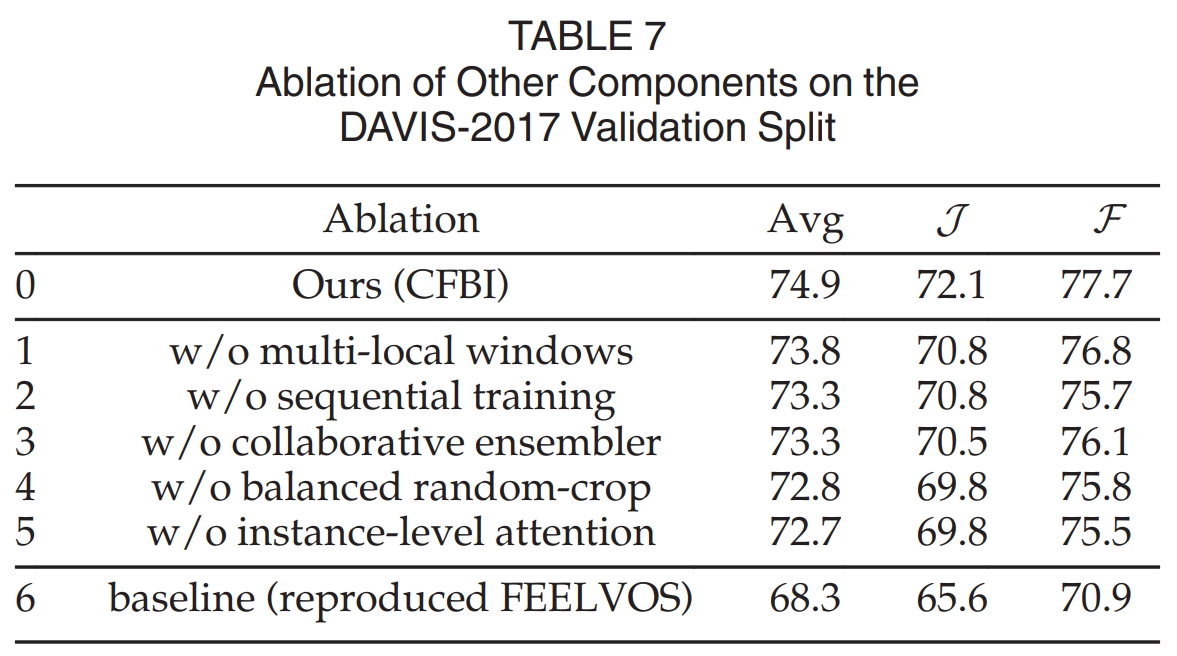 TABLE 7
Ablation of Other Components on the
DAVIS-2017 Validation Split
Ablation Avg 𝒥 ℱ
0 Ours (CFBI) 74.9 72.1 77.7
1 w/o multi-local windows 73.8 70.8 76.8
2 w/o sequential training 73.3 70.8 75.7
3 w/o collaborative ensembler 73.3 70.5 76.1
4 w/o balanced random-crop 72.8 69.8 75.8
5 w/o instance-level attention 72.7 69.8 75.5
6 baseline (reproduced FEELVOS) 68.3 65.6 70.9